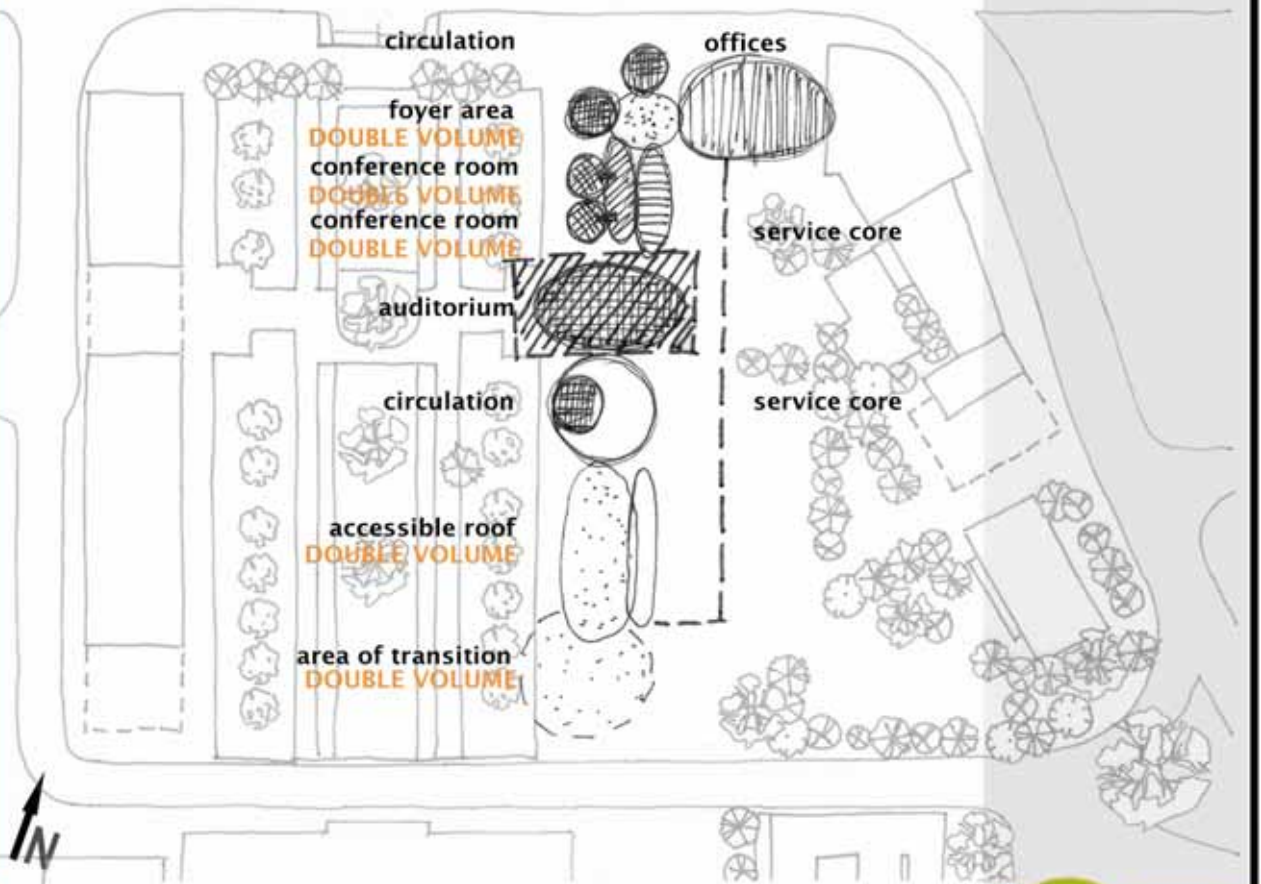 circulation
offices
foyer area
DOUBLE VOLUME
conference room
DOUBLE VOLUME
conference room
DOUBLE VOLUME
service core
auditorium
circulation
service core
accessible roof
DOUBLE VOLUME
area of transition
DOUBLE VOLUME
N